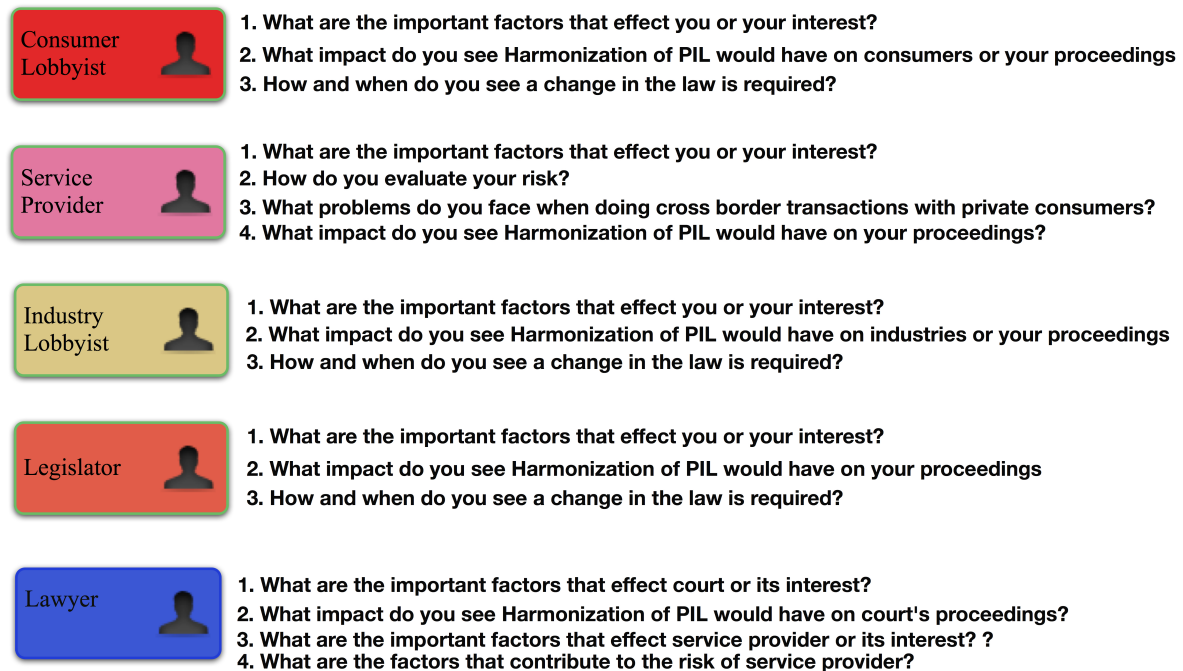 Consumer
Lobbyist
1. What are the important factors that effect you or your interest?
2. What impact do you see Harmonization of PIL would have on consumers or your proceedings
3. How and when do you see a change in the law is required?
Service
Provider
1. What are the important factors that effect you or your interest?
2. How do you evaluate your risk?
3. What problems do you face when doing cross border transactions with private consumers?
4. What impact do you see Harmonization of PIL would have on your proceedings?
Industry
Lobbyist
1. What are the important factors that effect you or your interest?
2. What impact do you see Harmonization of PIL would have on industries or your proceedings
3. How and when do you see a change in the law is required?
Legislator
1. What are the important factors that effect you or your interest?
2. What impact do you see Harmonization of PIL would have on your proceedings
3. How and when do you see a change in the law is required?
Lawyer
1. What are the important factors that effect court or its interest?
2. What impact do you see Harmonization of PIL would have on court's proceedings?
3. What are the important factors that effect service provider or its interest? ?
4. What are the factors that contribute to the risk of service provider?